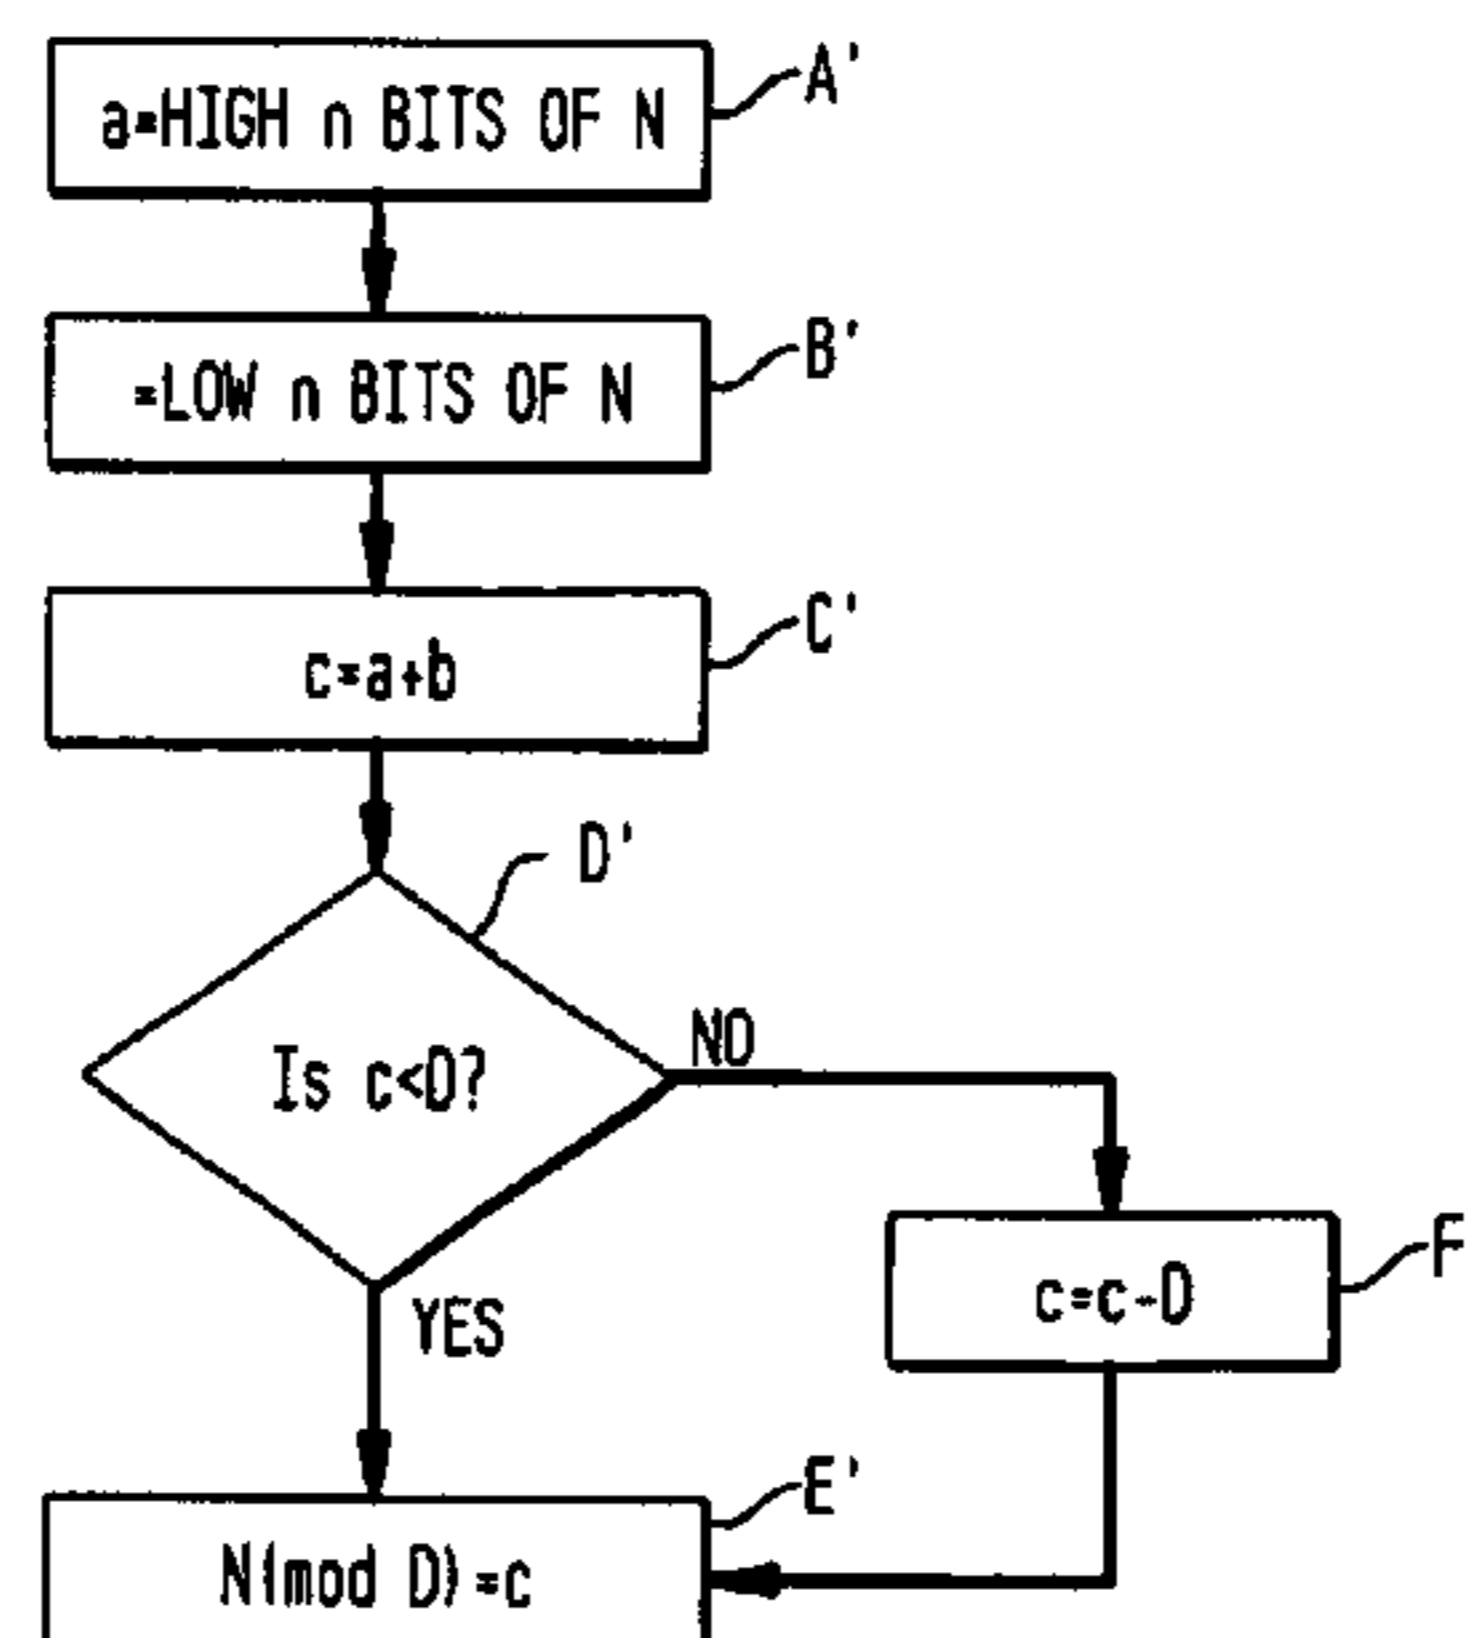 a=HIGH n BITS OF N
A'
=LOW n BITS OF N
B'
c=a+b
C'
D'
Is c<D?
NO
YES
c=c-D
F
E'
N(mod D)=c